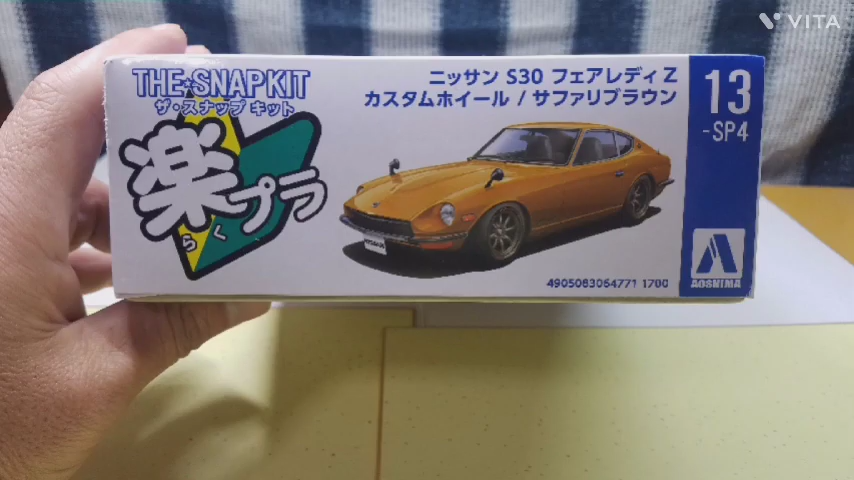 VITA
THE★SNAPKIT
ザ・スナップ キット
楽プラ
らく
ニッサン S30 フェアレディ Z
カスタムホイール / サファリブラウン
13
-SP4
4905083064771 1700
AOSHIMA